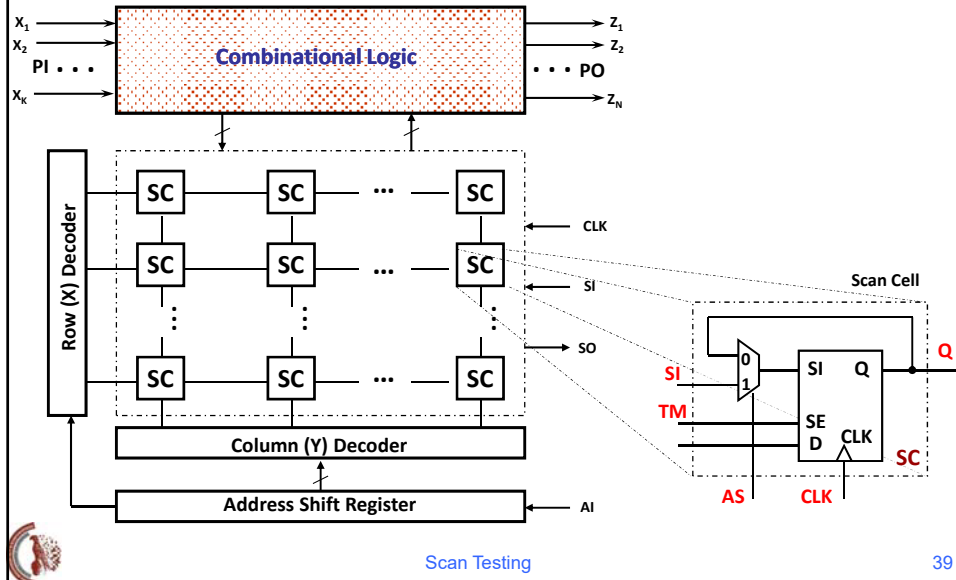 X1
X2
PI . . .
XK
Combinational Logic
Z1
Z2
. . . PO
ZN
Row (X) Decoder
SC SC ... SC
SC SC ... SC
SC SC ... SC
CLK
SI
SO
Column (Y) Decoder
Address Shift Register
AI
Scan Cell
0
1
SI
TM
SI Q
SE
D CLK
Q
SC
AS
CLK
Scan Testing
39